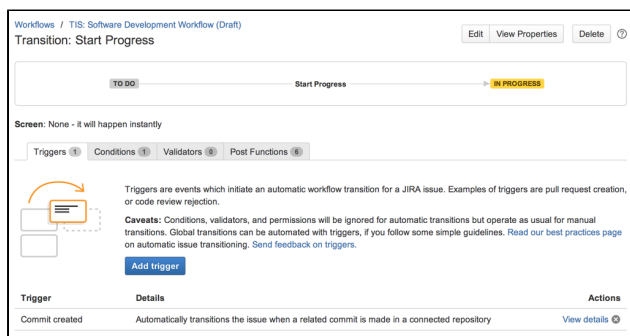 Workflows / TIS: Software Development Workflow (Draft)
Transition: Start Progress
Edit View Properties Delete ?
TO DO Start Progress IN PROGRESS
Screen: None - it will happen instantly
Triggers 1 Conditions 1 Validators 0 Post Functions 6
Triggers are events which initiate an automatic workflow transition for a JIRA issue. Examples of triggers are pull request creation,
or code review rejection.
Caveats: Conditions, validators, and permissions will be ignored for automatic transitions but operate as usual for manual
transitions. Global transitions can be automated with triggers, if you follow some simple guidelines. Read our best practices page
on automatic issue transitioning. Send feedback on triggers.
Add trigger
Trigger Details Actions
Commit created Automatically transitions the issue when a related commit is made in a connected repository View details